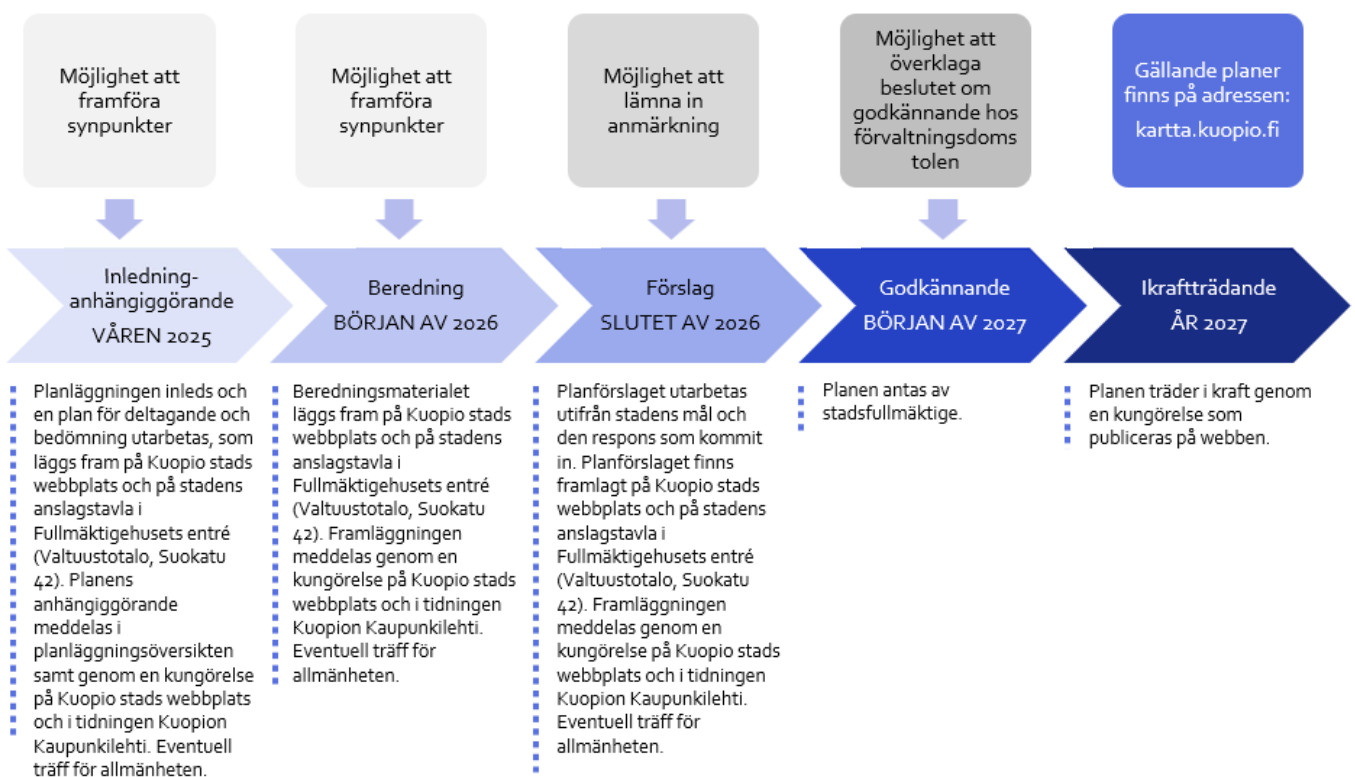 Möjlighet att
framföra
synpunkter
Möjlighet att
framföra
synpunkter
Möjlighet att
lämna in
anmärkning
Möjlighet att
överklaga
beslutet om
godkännande hos
förvaltningsdoms
tolen
Gällande planer
finns på adressen:
kartta.kuopio.fi
Inledning-
anhängiggörande
VÅREN 2025
Beredning
BÖRJAN AV 2026
Förslag
SLUTET AV 2026
Godkännande
BÖRJAN AV 2027
Ikraftträdande
ÅR 2027
Planläggningen inleds och
en plan för deltagande och
bedömning utarbetas, som
läggs fram på Kuopio stads
webbplats och på stadens
anslagstavla i
Fullmäktigehusets entré
(Valtuustotalo, Suokatu
42). Planens
anhängiggörande
meddelas i
planläggningsöversikten
samt genom en kungörelse
på Kuopio stads webbplats
och i tidningen Kuopion
Kaupunkilehti. Eventuell
träff för allmänheten.
Beredningsmaterialet
läggs fram på Kuopio stads
webbplats och på stadens
anslagstavla i
Fullmäktigehusets entré
(Valtuustotalo, Suokatu
42). Framläggningen
meddelas genom en
kungörelse på Kuopio stads
webbplats och i tidningen
Kuopion Kaupunkilehti.
Eventuell träff för
allmänheten.
Planförslaget utarbetas
utifrån stadens mål och
den respons som kommit
in. Planförslaget finns
framlagt på Kuopio stads
webbplats och på stadens
anslagstavla i
Fullmäktigehusets entré
(Valtuustotalo, Suokatu
42). Framläggningen
meddelas genom en
kungörelse på Kuopio stads
webbplats och i tidningen
Kuopion Kaupunkilehti.
Eventuell träff för
allmänheten.
Planen antas av
stadsfullmäktige.
Planen träder i kraft genom
en kungörelse som
publiceras på webben.